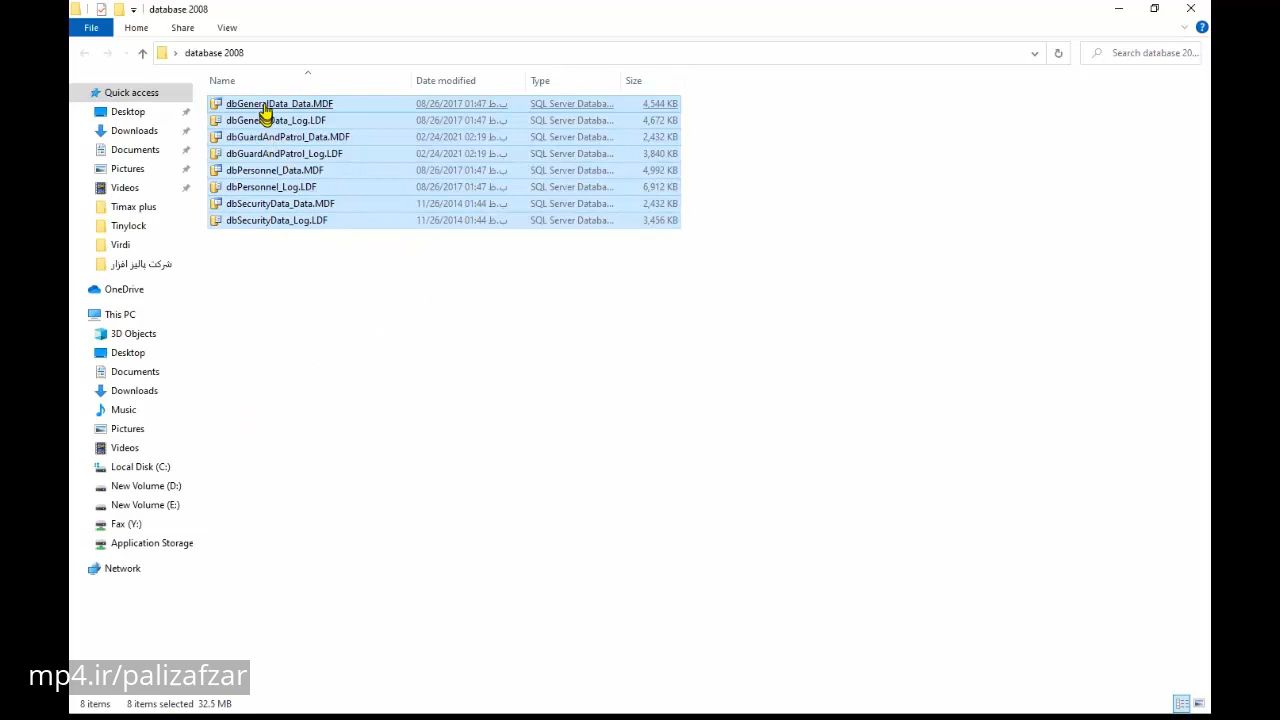 database 2008
File Home Share View
database 2008
Search database 20...
Name Date modified Type Size
Quick access
Desktop
Downloads
Documents
Pictures
Videos
Timax plus
Tinylock
Virdi
شرکت پالیز افزار
OneDrive
This PC
3D Objects
Desktop
Documents
Downloads
Music
Pictures
Videos
Local Disk (C:)
New Volume (D:)
New Volume (E:)
Fax (Y:)
Application Storage
Network
dbGeneralData_Data.MDF 08/26/2017 01:47 ب.ظ SQL Server Databa... 4,544 KB
dbGeneralData_Log.LDF 08/26/2017 01:47 ب.ظ SQL Server Databa... 4,672 KB
dbGuardAndPatrol_Data.MDF 02/24/2021 02:19 ب.ظ SQL Server Databa... 2,432 KB
dbGuardAndPatrol_Log.LDF 02/24/2021 02:19 ب.ظ SQL Server Databa... 3,840 KB
dbPersonnel_Data.MDF 08/26/2017 01:47 ب.ظ SQL Server Databa... 4,992 KB
dbPersonnel_Log.LDF 08/26/2017 01:47 ب.ظ SQL Server Databa... 6,912 KB
dbSecurityData_Data.MDF 11/26/2014 01:44 ب.ظ SQL Server Databa... 2,432 KB
dbSecurityData_Log.LDF 11/26/2014 01:44 ب.ظ SQL Server Databa... 3,456 KB
mp4.ir/palizafzar
8 items 8 items selected 32.5 MB